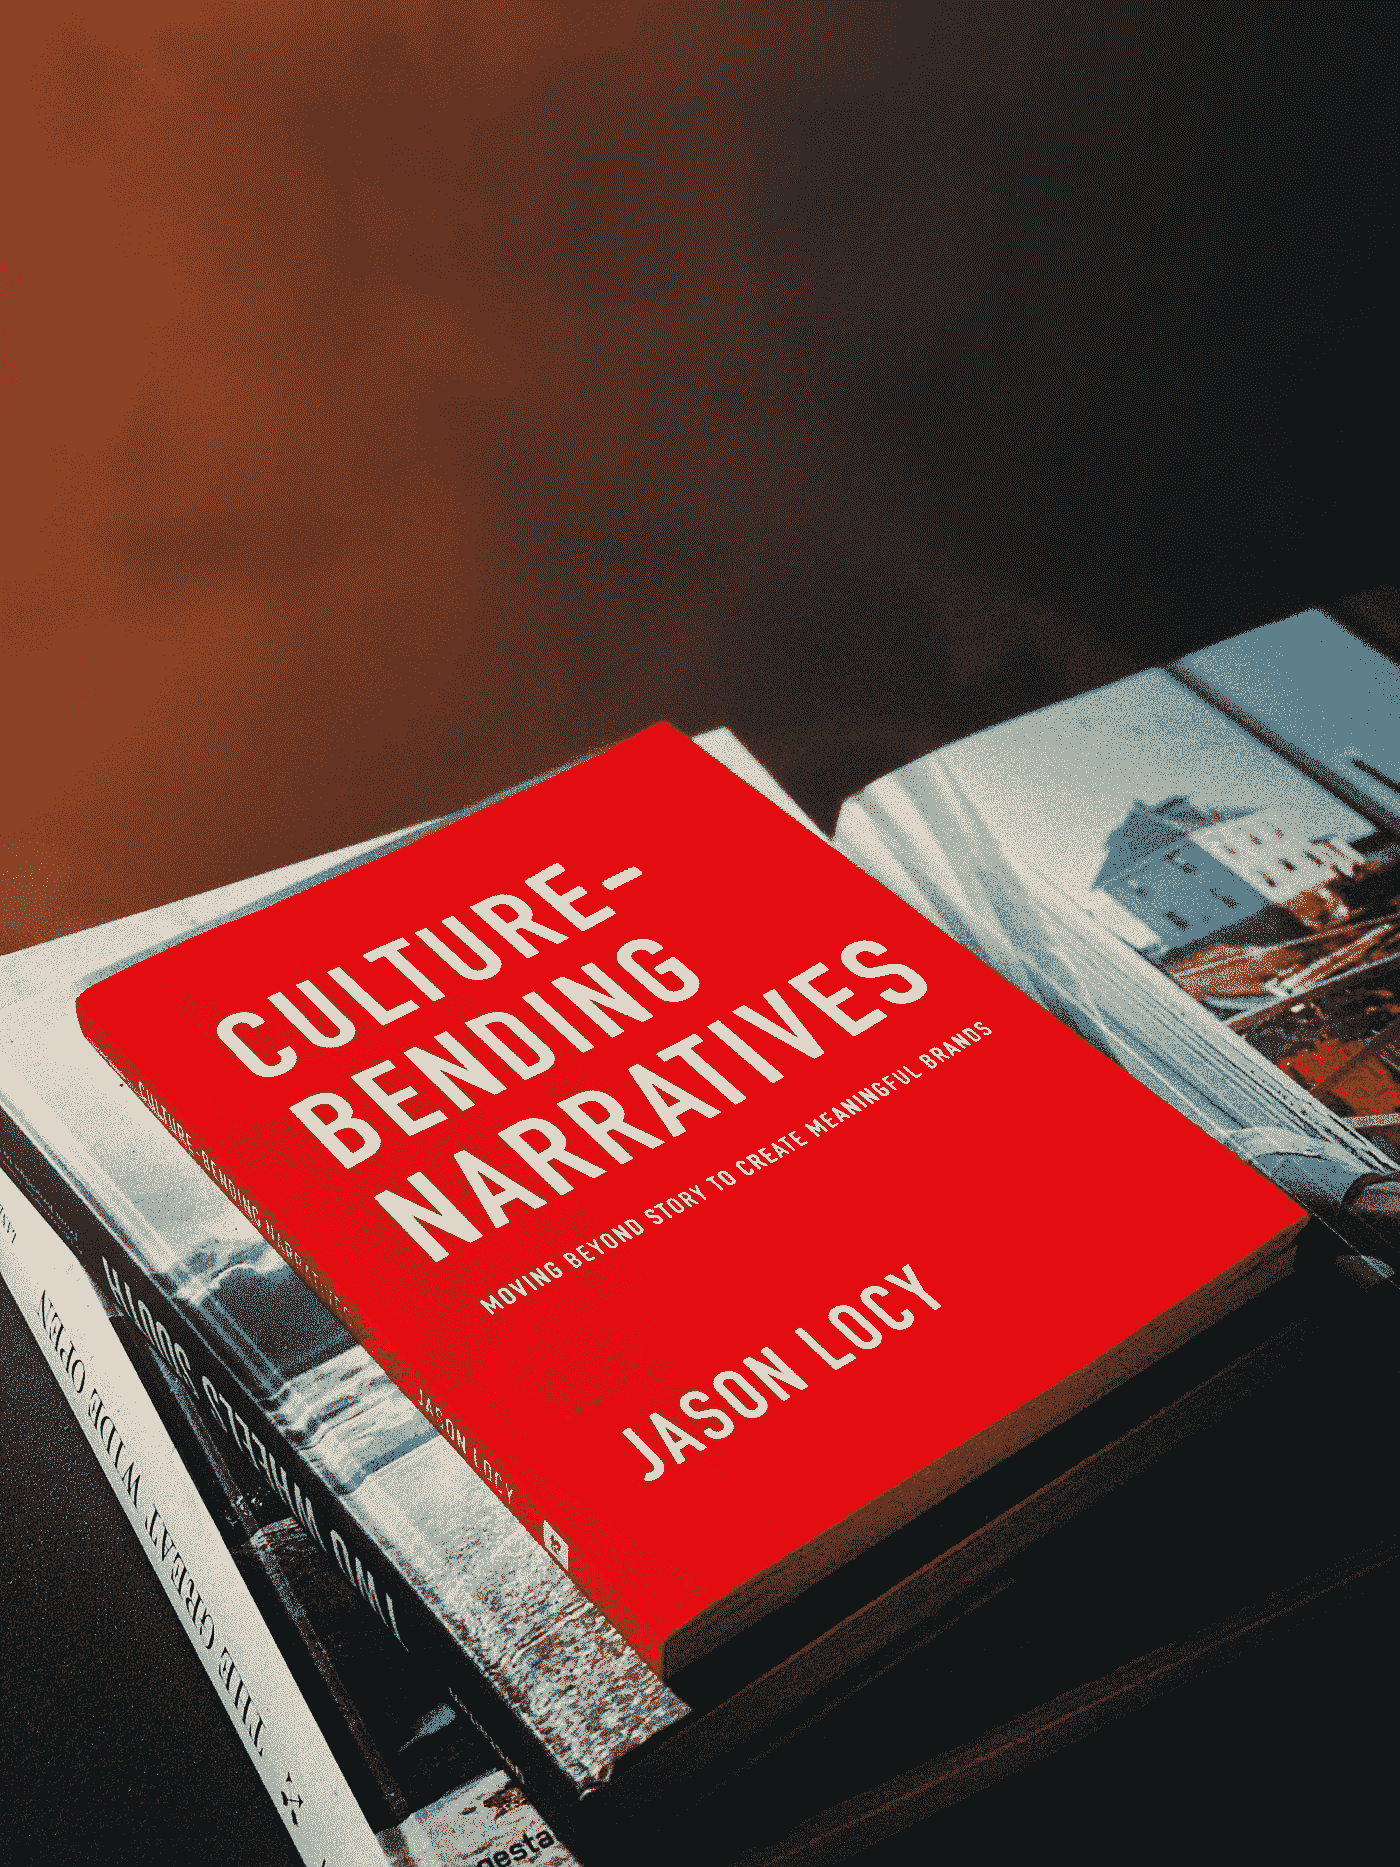 CULTURE-
BENDING
NARRATIVES
MOVING BEYOND STORY TO CREATE MEANINGFUL BRANDS
JASON LOCY
CULTURE-BENDING NARRATIVES
JASON LOCY
TWO WHEELS SOUTH
THE GREAT WIDE OPEN
gesta